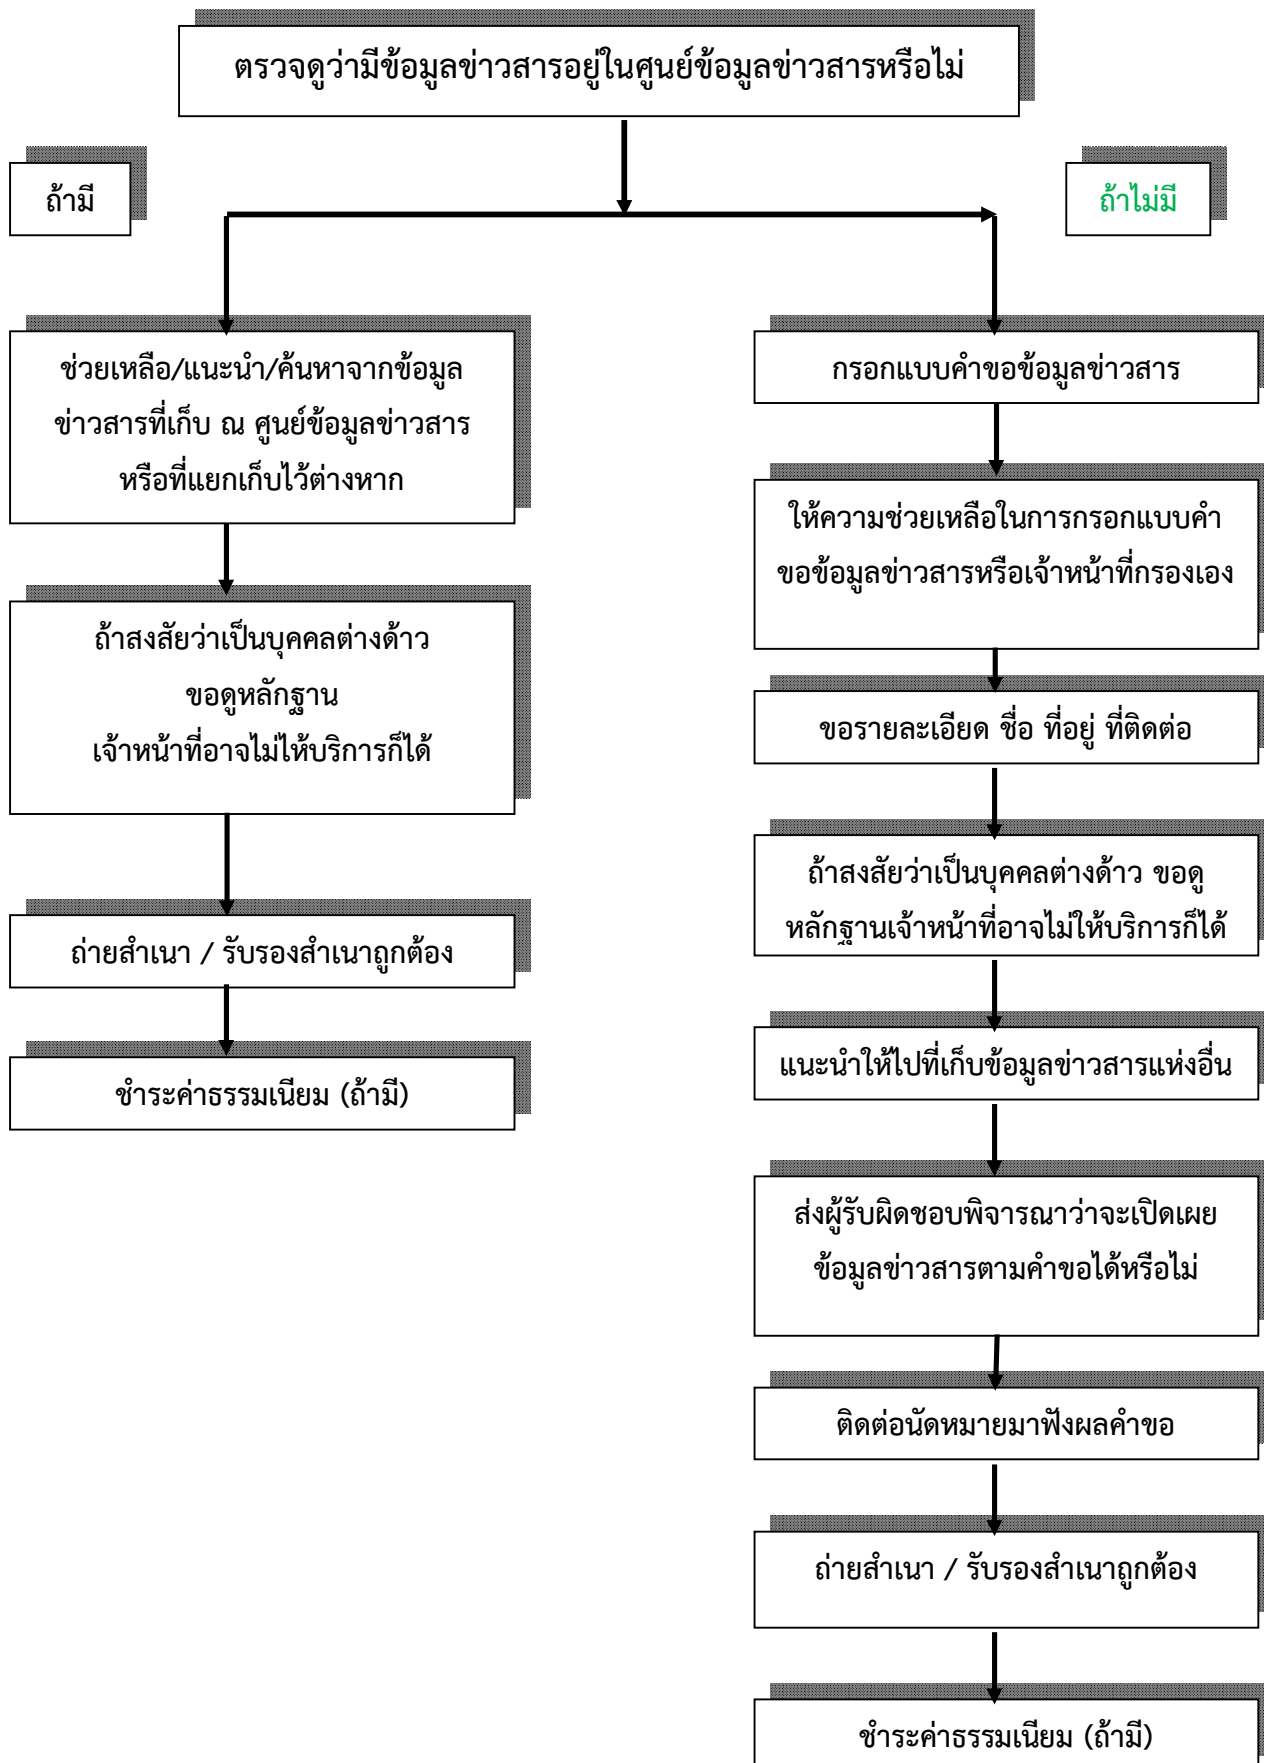 ตรวจดูว่ามีข้อมูลข่าวสารอยู่ในศูนย์ข้อมูลข่าวสารหรือไม่
ถ้ามี
ถ้าไม่มี
ช่วยเหลือ/แนะนำ/ค้นหาจากข้อมูล
ข่าวสารที่เก็บ ณ ศูนย์ข้อมูลข่าวสาร
หรือที่แยกเก็บไว้ต่างหาก
ถ้าสงสัยว่าเป็นบุคคลต่างด้าว
ขอดูหลักฐาน
เจ้าหน้าที่อาจไม่ให้บริการก็ได้
ถ่ายสำเนา / รับรองสำเนาถูกต้อง
ชำระค่าธรรมเนียม (ถ้ามี)
กรอกแบบคำขอข้อมูลข่าวสาร
ให้ความช่วยเหลือในการกรอกแบบคำ
ขอข้อมูลข่าวสารหรือเจ้าหน้าที่กรองเอง
ขอรายละเอียด ชื่อ ที่อยู่ ที่ติดต่อ
ถ้าสงสัยว่าเป็นบุคคลต่างด้าว ขอดู
หลักฐานเจ้าหน้าที่อาจไม่ให้บริการก็ได้
แนะนำให้ไปที่เก็บข้อมูลข่าวสารแห่งอื่น
ส่งผู้รับผิดชอบพิจารณาว่าจะเปิดเผย
ข้อมูลข่าวสารตามคำขอได้หรือไม่
ติดต่อนัดหมายมาฟังผลคำขอ
ถ่ายสำเนา / รับรองสำเนาถูกต้อง
ชำระค่าธรรมเนียม (ถ้ามี)